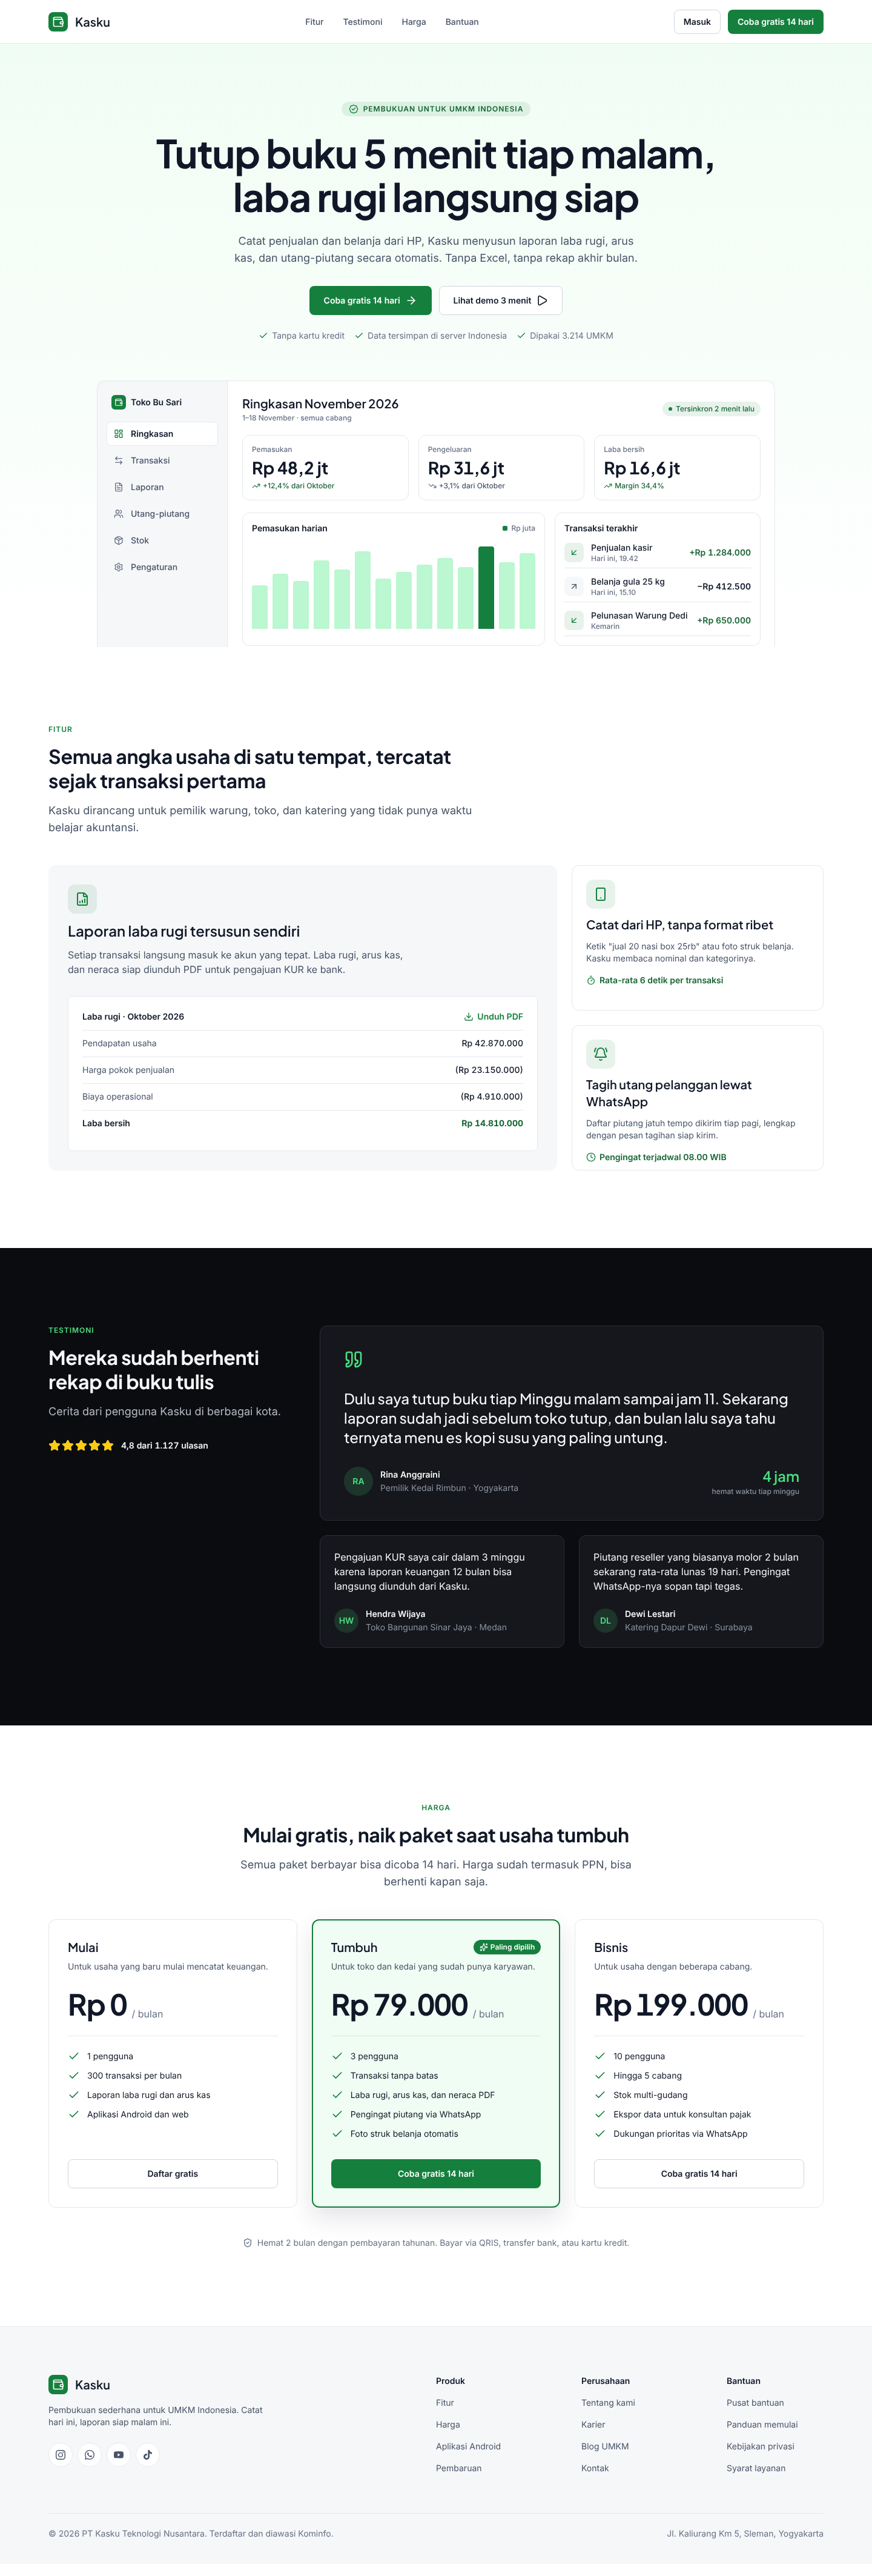 Kasku
Fitur
Testimoni
Harga
Bantuan
Masuk
Coba gratis 14 hari
PEMBUKUAN UNTUK UMKM INDONESIA
Tutup buku 5 menit tiap malam,
laba rugi langsung siap
Catat penjualan dan belanja dari HP, Kasku menyusun laporan laba rugi, arus
kas, dan utang-piutang secara otomatis. Tanpa Excel, tanpa rekap akhir bulan.
Coba gratis 14 hari
Lihat demo 3 menit
Tanpa kartu kredit
Data tersimpan di server Indonesia
Dipakai 3.214 UMKM
Toko Bu Sari
Ringkasan
Transaksi
Laporan
Utang-piutang
Stok
Pengaturan
Ringkasan November 2026
1–18 November · semua cabang
Tersinkron 2 menit lalu
Pemasukan
Rp 48,2 jt
+12,4% dari Oktober
Pengeluaran
Rp 31,6 jt
+3,1% dari Oktober
Laba bersih
Rp 16,6 jt
Margin 34,4%
Pemasukan harian
Rp juta
Transaksi terakhir
Penjualan kasir
Hari ini, 19.42
+Rp 1.284.000
Belanja gula 25 kg
Hari ini, 15.10
−Rp 412.500
Pelunasan Warung Dedi
Kemarin
+Rp 650.000
FITUR
Semua angka usaha di satu tempat, tercatat
sejak transaksi pertama
Kasku dirancang untuk pemilik warung, toko, dan katering yang tidak punya waktu
belajar akuntansi.
Laporan laba rugi tersusun sendiri
Setiap transaksi langsung masuk ke akun yang tepat. Laba rugi, arus kas,
dan neraca siap diunduh PDF untuk pengajuan KUR ke bank.
Laba rugi · Oktober 2026
Unduh PDF
Pendapatan usaha
Rp 42.870.000
Harga pokok penjualan
(Rp 23.150.000)
Biaya operasional
(Rp 4.910.000)
Laba bersih
Rp 14.810.000
Catat dari HP, tanpa format ribet
Ketik "jual 20 nasi box 25rb" atau foto struk belanja.
Kasku membaca nominal dan kategorinya.
Rata-rata 6 detik per transaksi
Tagih utang pelanggan lewat
WhatsApp
Daftar piutang jatuh tempo dikirim tiap pagi, lengkap
dengan pesan tagihan siap kirim.
Pengingat terjadwal 08.00 WIB
TESTIMONI
Mereka sudah berhenti
rekap di buku tulis
Cerita dari pengguna Kasku di berbagai kota.
4,8 dari 1.127 ulasan
Dulu saya tutup buku tiap Minggu malam sampai jam 11. Sekarang
laporan sudah jadi sebelum toko tutup, dan bulan lalu saya tahu
ternyata menu es kopi susu yang paling untung.
RA
Rina Anggraini
Pemilik Kedai Rimbun · Yogyakarta
4 jam
hemat waktu tiap minggu
Pengajuan KUR saya cair dalam 3 minggu
karena laporan keuangan 12 bulan bisa
langsung diunduh dari Kasku.
HW
Hendra Wijaya
Toko Bangunan Sinar Jaya · Medan
Piutang reseller yang biasanya molor 2 bulan
sekarang rata-rata lunas 19 hari. Pengingat
WhatsApp-nya sopan tapi tegas.
DL
Dewi Lestari
Katering Dapur Dewi · Surabaya
HARGA
Mulai gratis, naik paket saat usaha tumbuh
Semua paket berbayar bisa dicoba 14 hari. Harga sudah termasuk PPN, bisa
berhenti kapan saja.
Mulai
Untuk usaha yang baru mulai mencatat keuangan.
Rp 0 / bulan
1 pengguna
300 transaksi per bulan
Laporan laba rugi dan arus kas
Aplikasi Android dan web
Daftar gratis
Tumbuh
Paling dipilih
Untuk toko dan kedai yang sudah punya karyawan.
Rp 79.000 / bulan
3 pengguna
Transaksi tanpa batas
Laba rugi, arus kas, dan neraca PDF
Pengingat piutang via WhatsApp
Foto struk belanja otomatis
Coba gratis 14 hari
Bisnis
Untuk usaha dengan beberapa cabang.
Rp 199.000 / bulan
10 pengguna
Hingga 5 cabang
Stok multi-gudang
Ekspor data untuk konsultan pajak
Dukungan prioritas via WhatsApp
Coba gratis 14 hari
Hemat 2 bulan dengan pembayaran tahunan. Bayar via QRIS, transfer bank, atau kartu kredit.
Kasku
Pembukuan sederhana untuk UMKM Indonesia. Catat
hari ini, laporan siap malam ini.
Produk
Fitur
Harga
Aplikasi Android
Pembaruan
Perusahaan
Tentang kami
Karier
Blog UMKM
Kontak
Bantuan
Pusat bantuan
Panduan memulai
Kebijakan privasi
Syarat layanan
© 2026 PT Kasku Teknologi Nusantara. Terdaftar dan diawasi Kominfo.
Jl. Kaliurang Km 5, Sleman, Yogyakarta